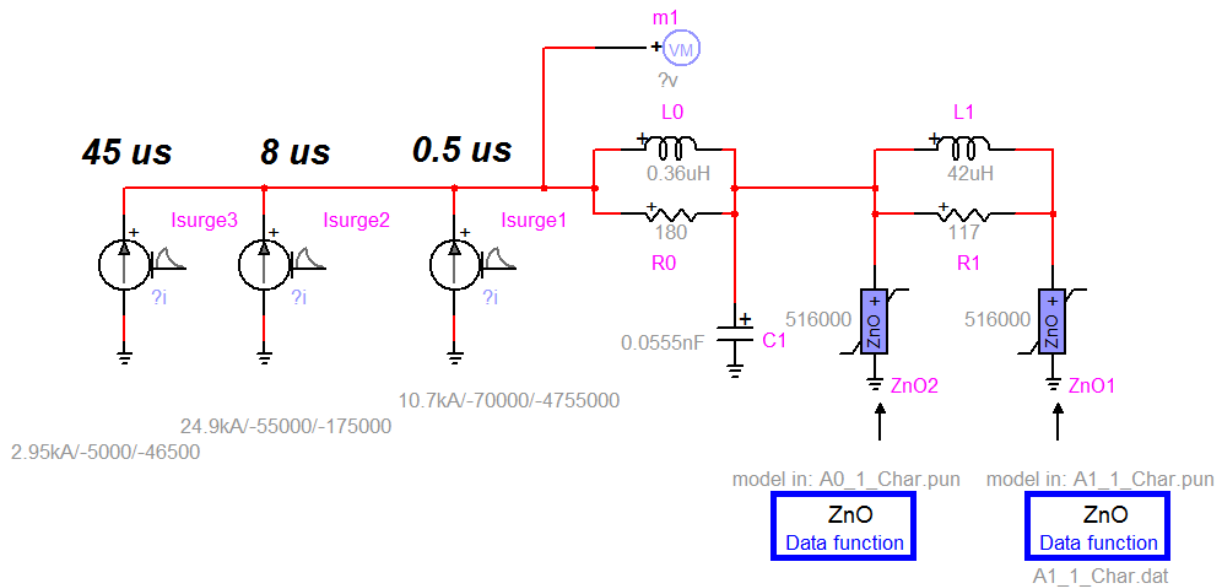 m1
+
VM
?v
L0
+
0.36uH
+
180
R0
L1
+
42uH
+
117
R1
45 us
8 us
0.5 us
+
Isurge3
?i
+
Isurge2
?i
+
Isurge1
?i
+
0.0555nF
C1
516000
ZnO +
ZnO2
516000
ZnO +
ZnO1
10.7kA/-70000/-4755000
24.9kA/-55000/-175000
2.95kA/-5000/-46500
model in: A0_1_Char.pun
ZnO
Data function
model in: A1_1_Char.pun
ZnO
Data function
A1_1_Char.dat